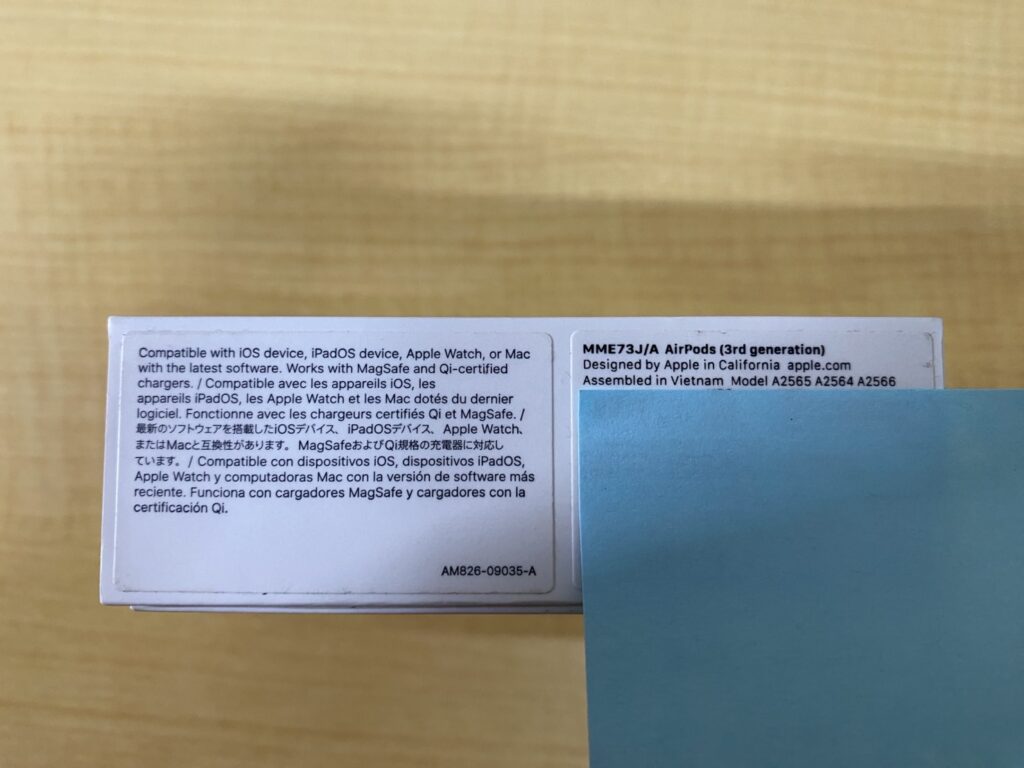 Compatible with iOS device, iPadOS device, Apple Watch, or Mac
with the latest software. Works with MagSafe and Qi-certified
chargers. / Compatible avec les appareils iOS, les
appareils iPadOS, les Apple Watch et les Mac dotés du dernier
logiciel. Fonctionne avec les chargeurs certifiés Qi et MagSafe. /
最新のソフトウェアを搭載したiOSデバイス、iPadOSデバイス、Apple Watch、
またはMacと互換性があります。MagSafeおよびQi規格の充電器に対応し
ています。/ Compatible con dispositivos iOS, dispositivos iPadOS,
Apple Watch y computadoras Mac con la versión de software más
reciente. Funciona con cargadores MagSafe y cargadores con la
certificación Qi.
AM826-09035-A
MME73J/A AirPods (3rd generation)
Designed by Apple in California apple.com
Assembled in Vietnam Model A2565 A2564 A2566